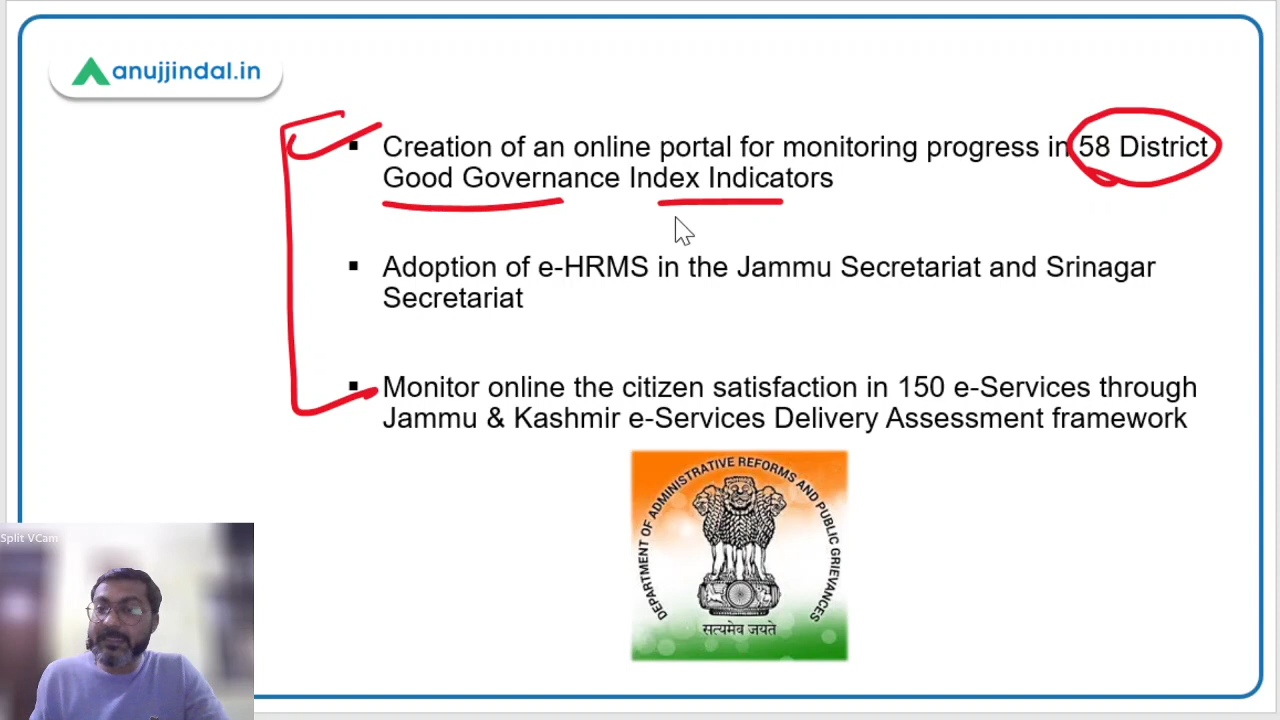 anujjindal.in
▪ Creation of an online portal for monitoring progress in 58 District
Good Governance Index Indicators
▪ Adoption of e-HRMS in the Jammu Secretariat and Srinagar
Secretariat
▪ Monitor online the citizen satisfaction in 150 e-Services through
Jammu & Kashmir e-Services Delivery Assessment framework
DEPARTMENT OF ADMINISTRATIVE REFORMS AND PUBLIC GRIEVANCES
सत्यमेव जयते
Split VCam